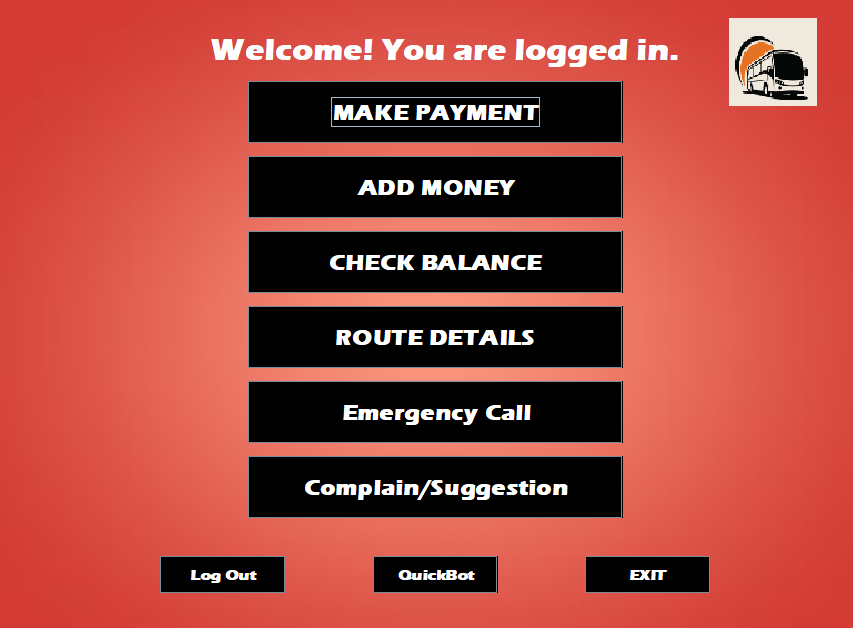 Welcome! You are logged in.
MAKE PAYMENT
ADD MONEY
CHECK BALANCE
ROUTE DETAILS
Emergency Call
Complain/Suggestion
Log Out
QuickBot
EXIT